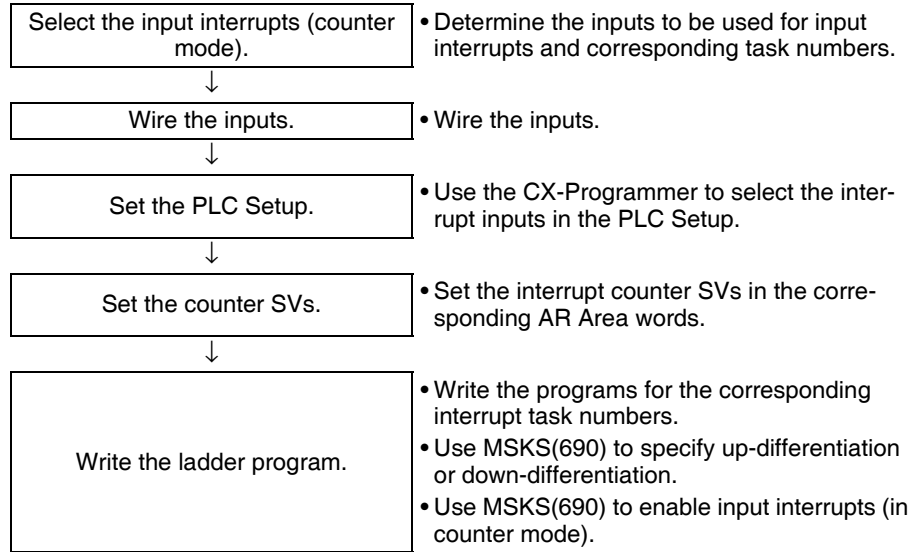 Select the input interrupts (counter
mode).
• Determine the inputs to be used for input
interrupts and corresponding task numbers.
↓
Wire the inputs.
• Wire the inputs.
↓
Set the PLC Setup.
• Use the CX-Programmer to select the inter-
rupt inputs in the PLC Setup.
↓
Set the counter SVs.
• Set the interrupt counter SVs in the corre-
sponding AR Area words.
↓
Write the ladder program.
• Write the programs for the corresponding
interrupt task numbers.
• Use MSKS(690) to specify up-differentiation
or down-differentiation.
• Use MSKS(690) to enable input interrupts (in
counter mode).